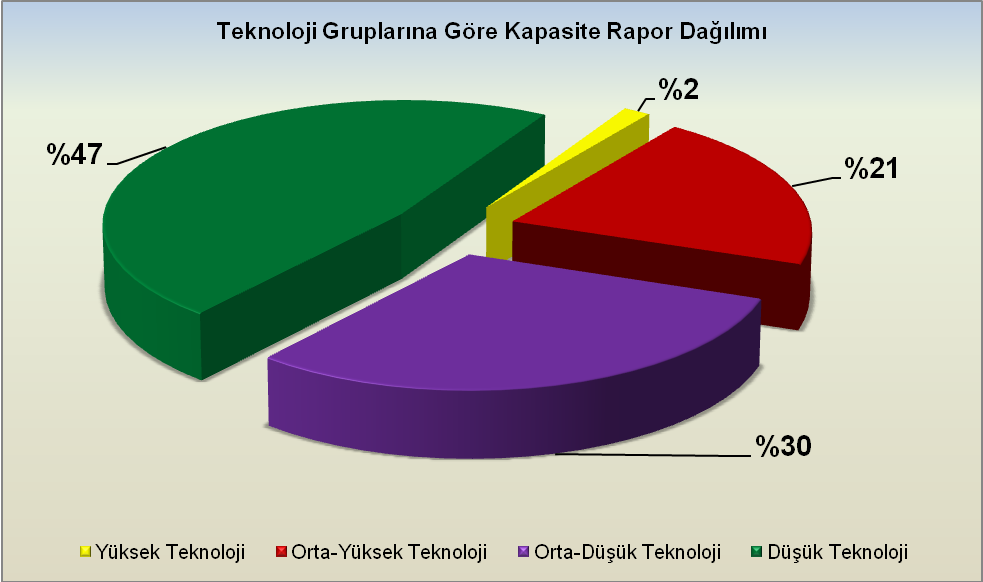 Teknoloji Gruplarına Göre Kapasite Rapor Dağılımı
%2
%47
%21
%30
Yüksek Teknoloji
Orta-Yüksek Teknoloji
Orta-Düşük Teknoloji
Düşük Teknoloji